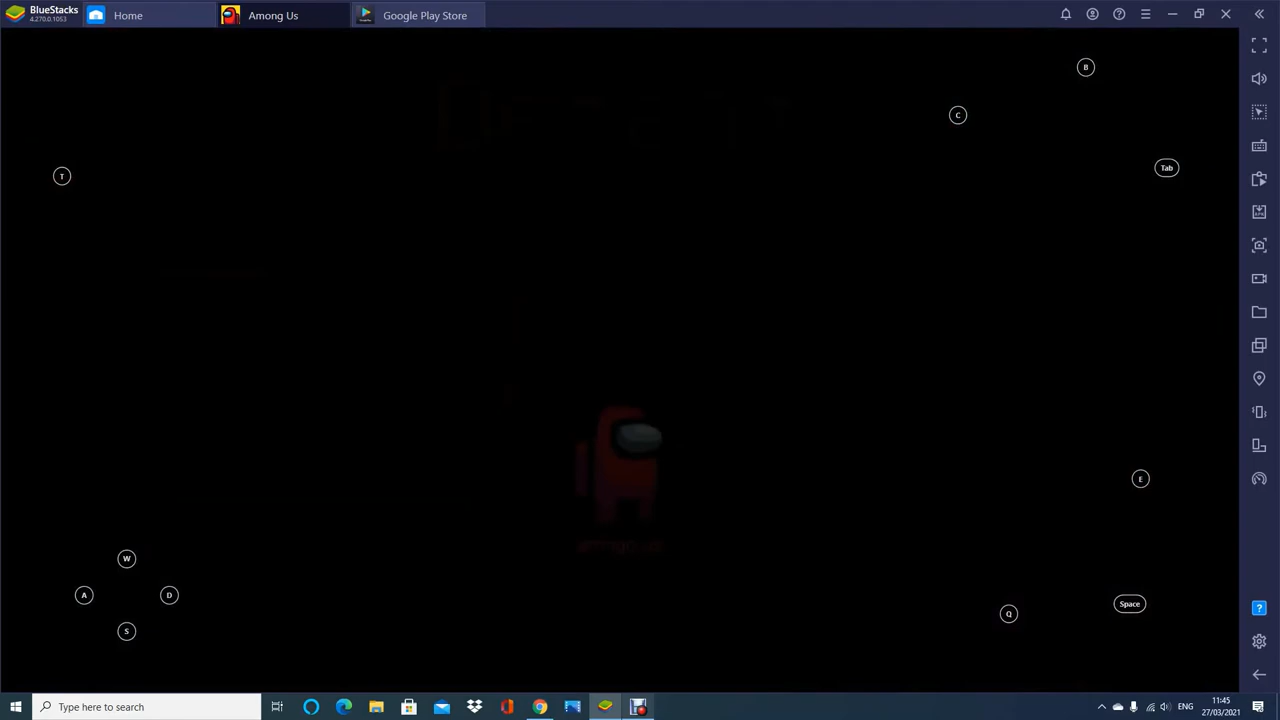 BlueStacks
4.270.0.1053
Home
Among Us
Google Play Store
B
C
T
Tab
E
W
A
D
S
Q
Space
Type here to search
ENG
11:45
27/03/2021